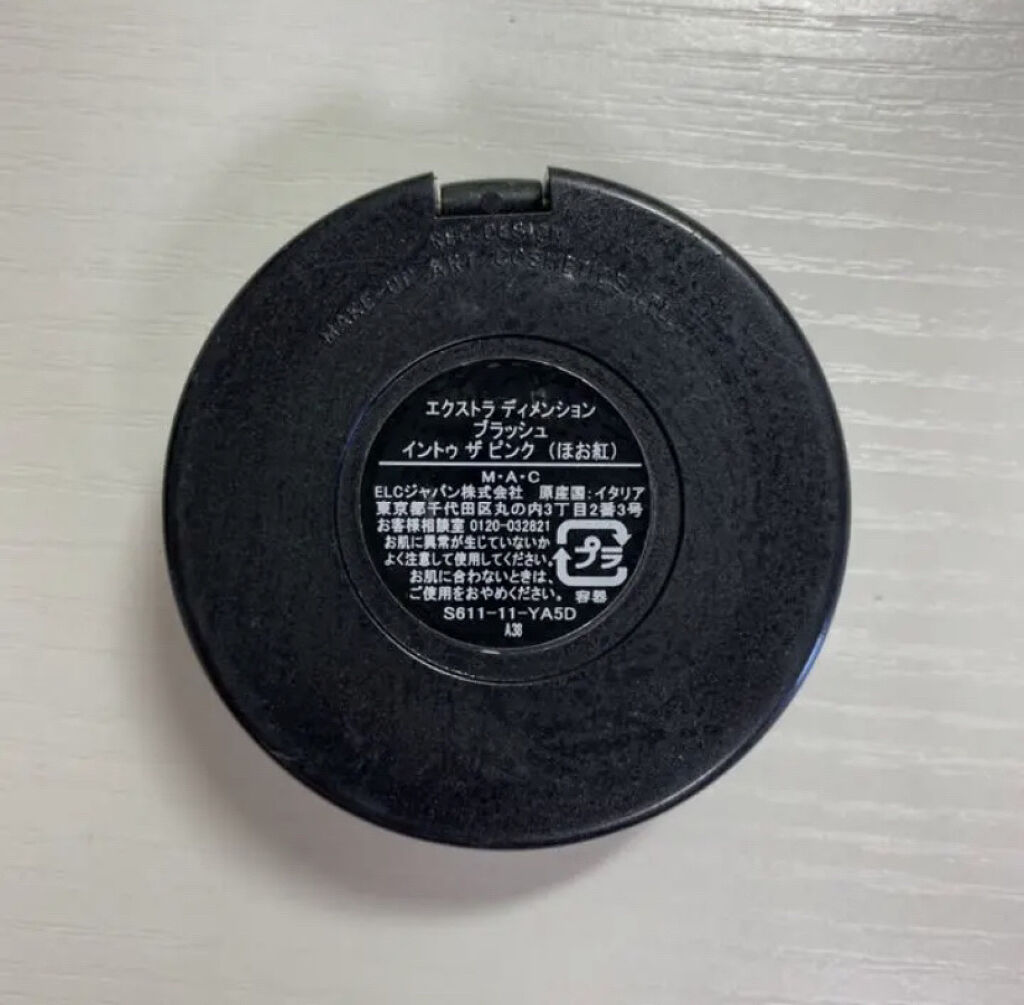 REG. DESIGN
MAKE-UP ART COSMETICS
エクストラ ディメンション
ブラッシュ
イントゥ ザ ピンク (ほお紅)
M・A・C
ELCジャパン株式会社 原産国:イタリア
東京都千代田区丸の内3丁目2番3号
お客様相談室 0120-032821
お肌に異常が生じていないか
よく注意して使用してください。
お肌に合わないときは、
ご使用をおやめください。
プラ
容器
S611-11-YA5D
A38